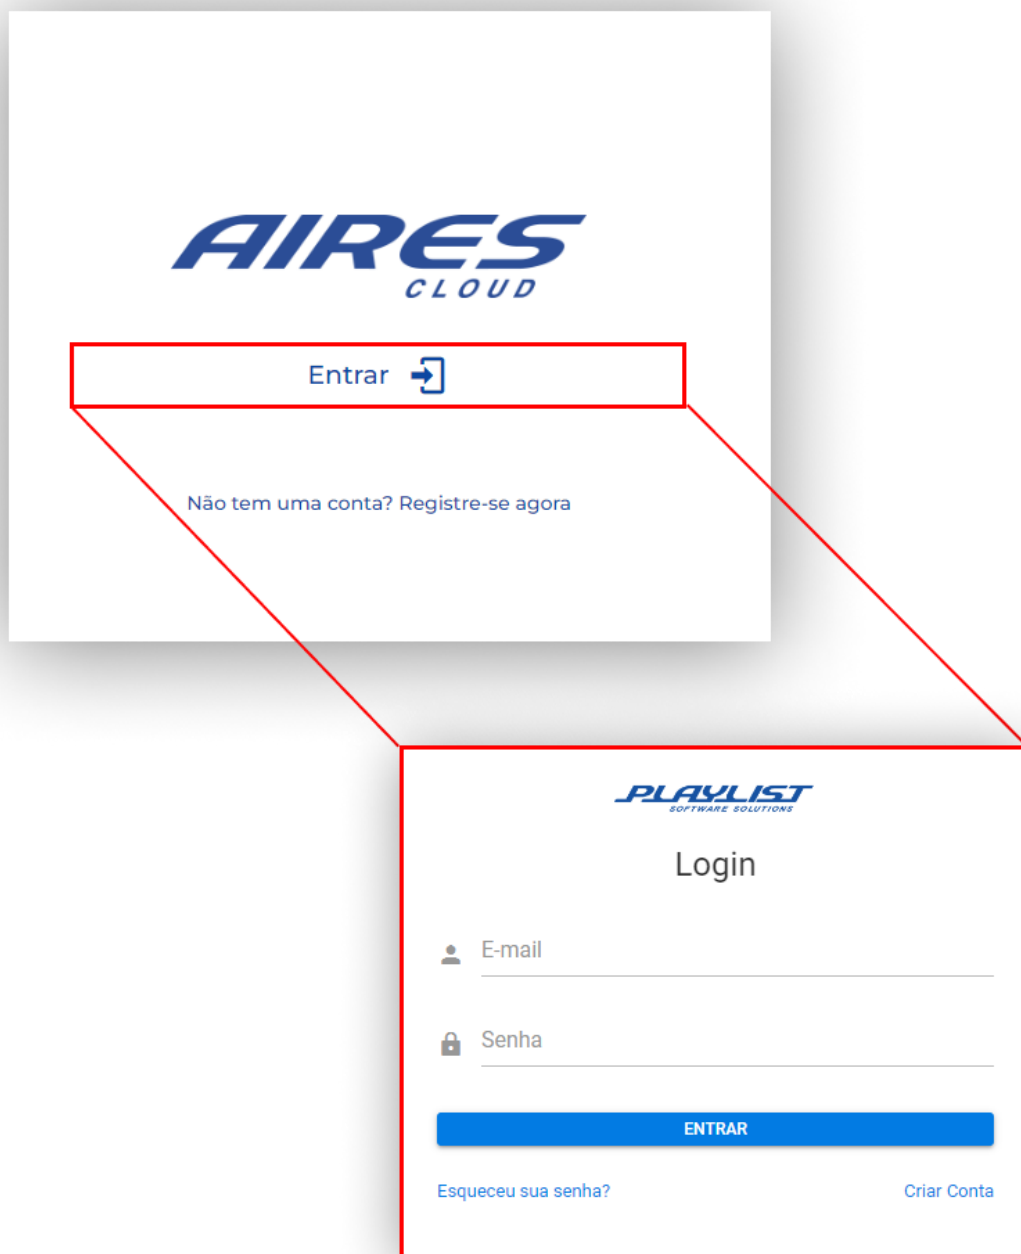 AIRES
CLOUD
Entrar
Não tem uma conta? Registre-se agora
PLAYLIST
SOFTWARE SOLUTIONS
Login
E-mail
Senha
ENTRAR
Esqueceu sua senha? Criar Conta